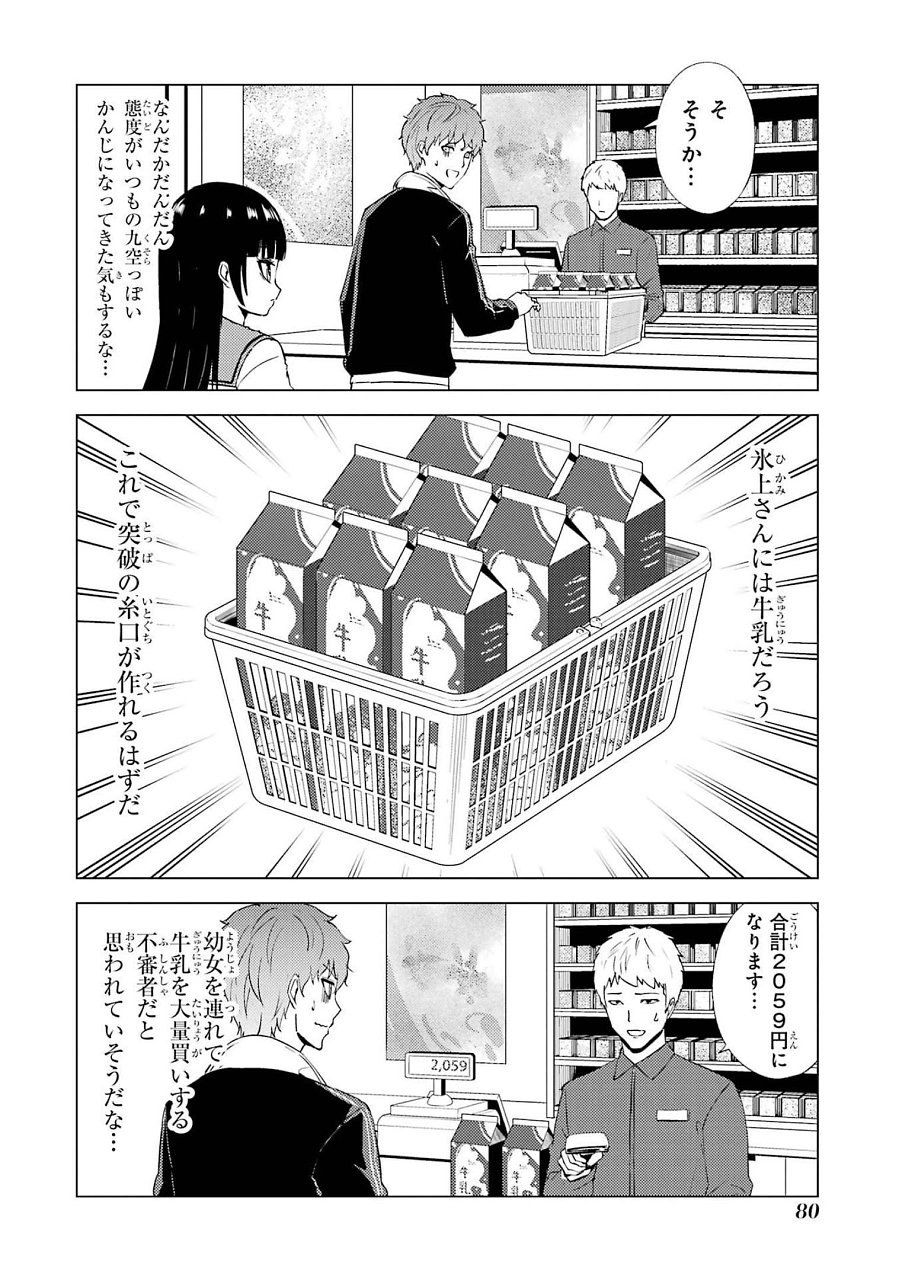 そ
そうか…
なんだかだんだん
態度がいつもの九空っぽい
かんじになってきた気もするな…
氷上さんには牛乳だろう
これで突破の糸口が作れるはずだ
牛
牛
牛
合計2059円に
なります…
2,059
牛乳
牛乳
幼女を連れて
牛乳を大量買いする
不審者だと
思われていそうだな…
80